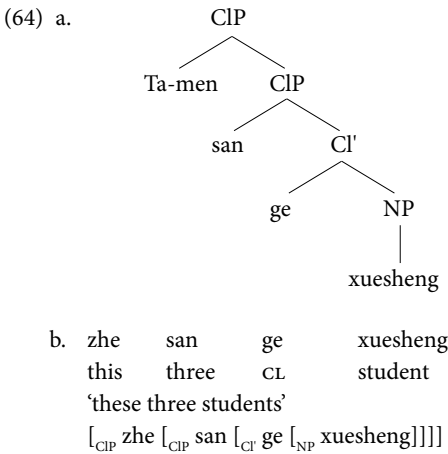 (64) a. ClP
Ta-men ClP
san Cl'
ge NP
xuesheng
b. zhe san ge xuesheng
this three CL student
‘these three students’
[ClP zhe [ClP san [Cl' ge [NP xuesheng]]]]